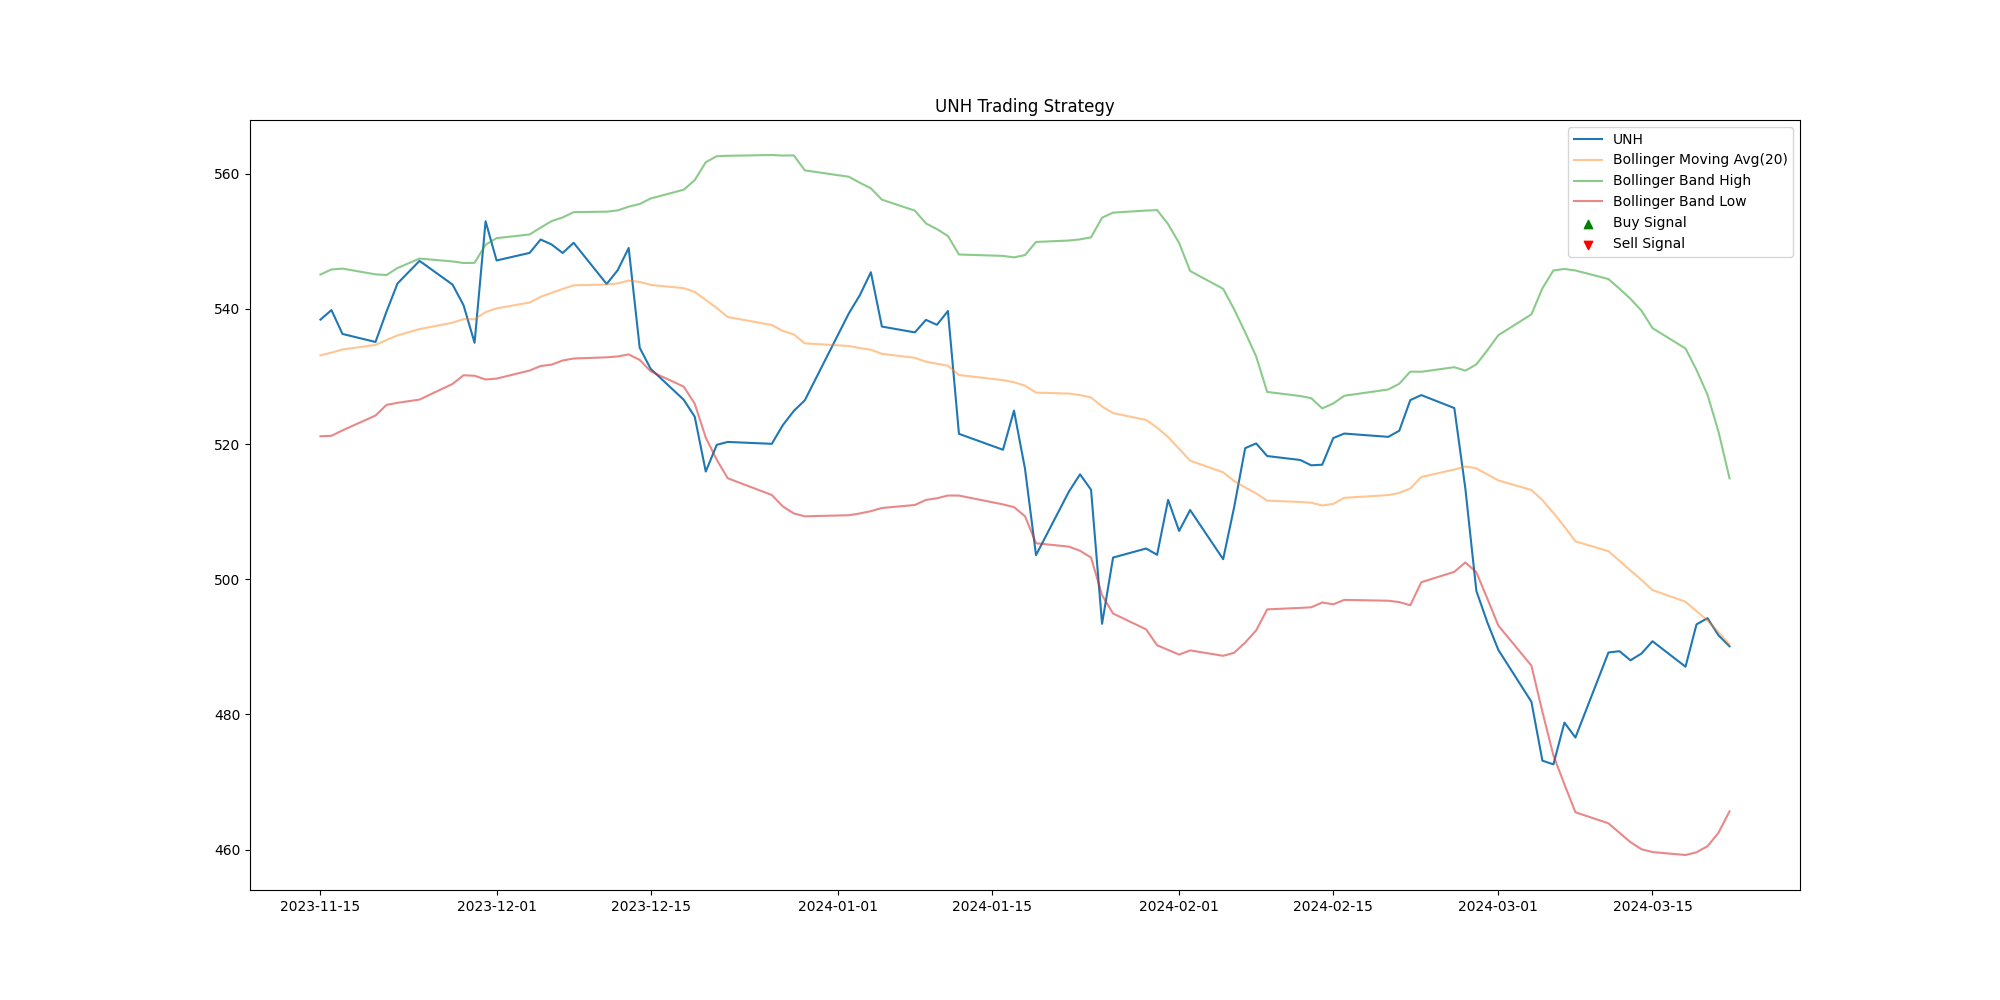 UNH Trading Strategy
UNH
Bollinger Moving Avg(20)
Bollinger Band High
Bollinger Band Low
Buy Signal
Sell Signal
560
540
520
500
480
460
2023-11-15 2023-12-01 2023-12-15 2024-01-01 2024-01-15 2024-02-01 2024-02-15 2024-03-01 2024-03-15